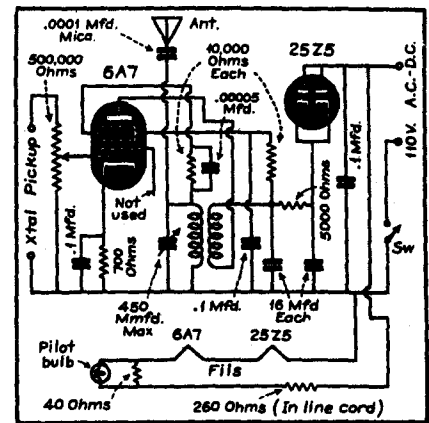 Ant.
.0001 Mfd.
Mica.
500,000
Ohms
6A7
10,000
Ohms
Each
25Z5
.00005
Mfd.
A.C.-D.C.
110V.
Xtal Pickup
Not
used
.1 Mfd.
5000 Ohms
.1 Mfd.
Sw
.1 Mfd.
700
Ohms
450
Mmfd.
Max
16 Mfd
Each
6A7
25Z5
Pilot
bulb
Fils
40 Ohms
260 Ohms (In line cord)